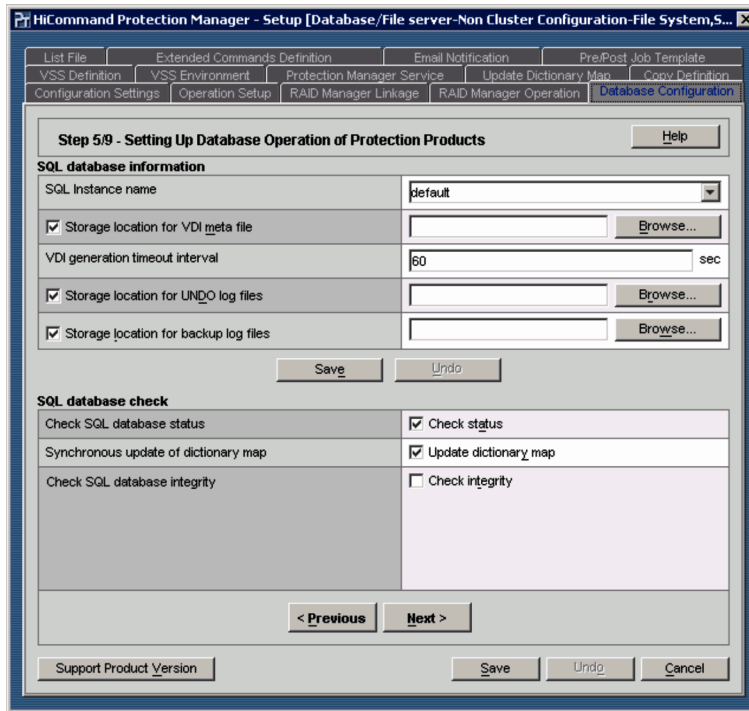 HiCommand Protection Manager - Setup [Database/File server-Non Cluster Configuration-File System,S...
List File Extended Commands Definition Email Notification Pre/Post Job Template
VSS Definition VSS Environment Protection Manager Service Update Dictionary Map Copy Definition
Configuration Settings Operation Setup RAID Manager Linkage RAID Manager Operation Database Configuration
Step 5/9 - Setting Up Database Operation of Protection Products Help
SQL database information
SQL Instance name default
Storage location for VDI meta file Browse...
VDI generation timeout interval 60 sec
Storage location for UNDO log files Browse...
Storage location for backup log files Browse...
Save Undo
SQL database check
Check SQL database status Check status
Synchronous update of dictionary map Update dictionary map
Check SQL database integrity Check integrity
< Previous Next >
Support Product Version Save Undo Cancel